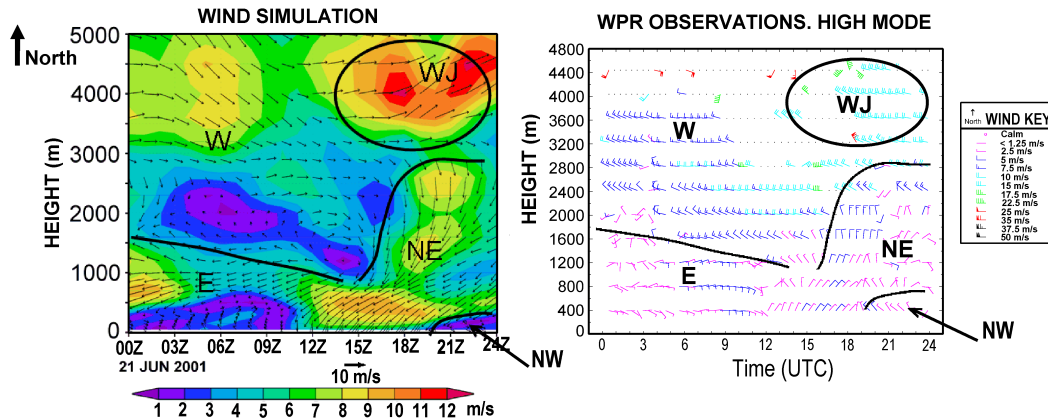 WIND SIMULATION
North
HEIGHT (m)
5000
4000
3000
2000
1000
0
WJ
W
NE
E
NW
00Z 03Z 06Z 09Z 12Z 15Z 18Z 21Z 24Z
21 JUN 2001
10 m/s
1 2 3 4 5 6 7 8 9 10 11 12 m/s
WPR OBSERVATIONS. HIGH MODE
HEIGHT (m)
4800
4400
4000
3600
3200
2800
2400
2000
1600
1200
800
400
0
WJ
W
NE
E
NW
0 3 6 9 12 15 18 21 24
Time (UTC)
North
WIND KEY
Calm
< 1.25 m/s
2.5 m/s
5 m/s
7.5 m/s
10 m/s
15 m/s
17.5 m/s
22.5 m/s
25 m/s
35 m/s
37.5 m/s
50 m/s